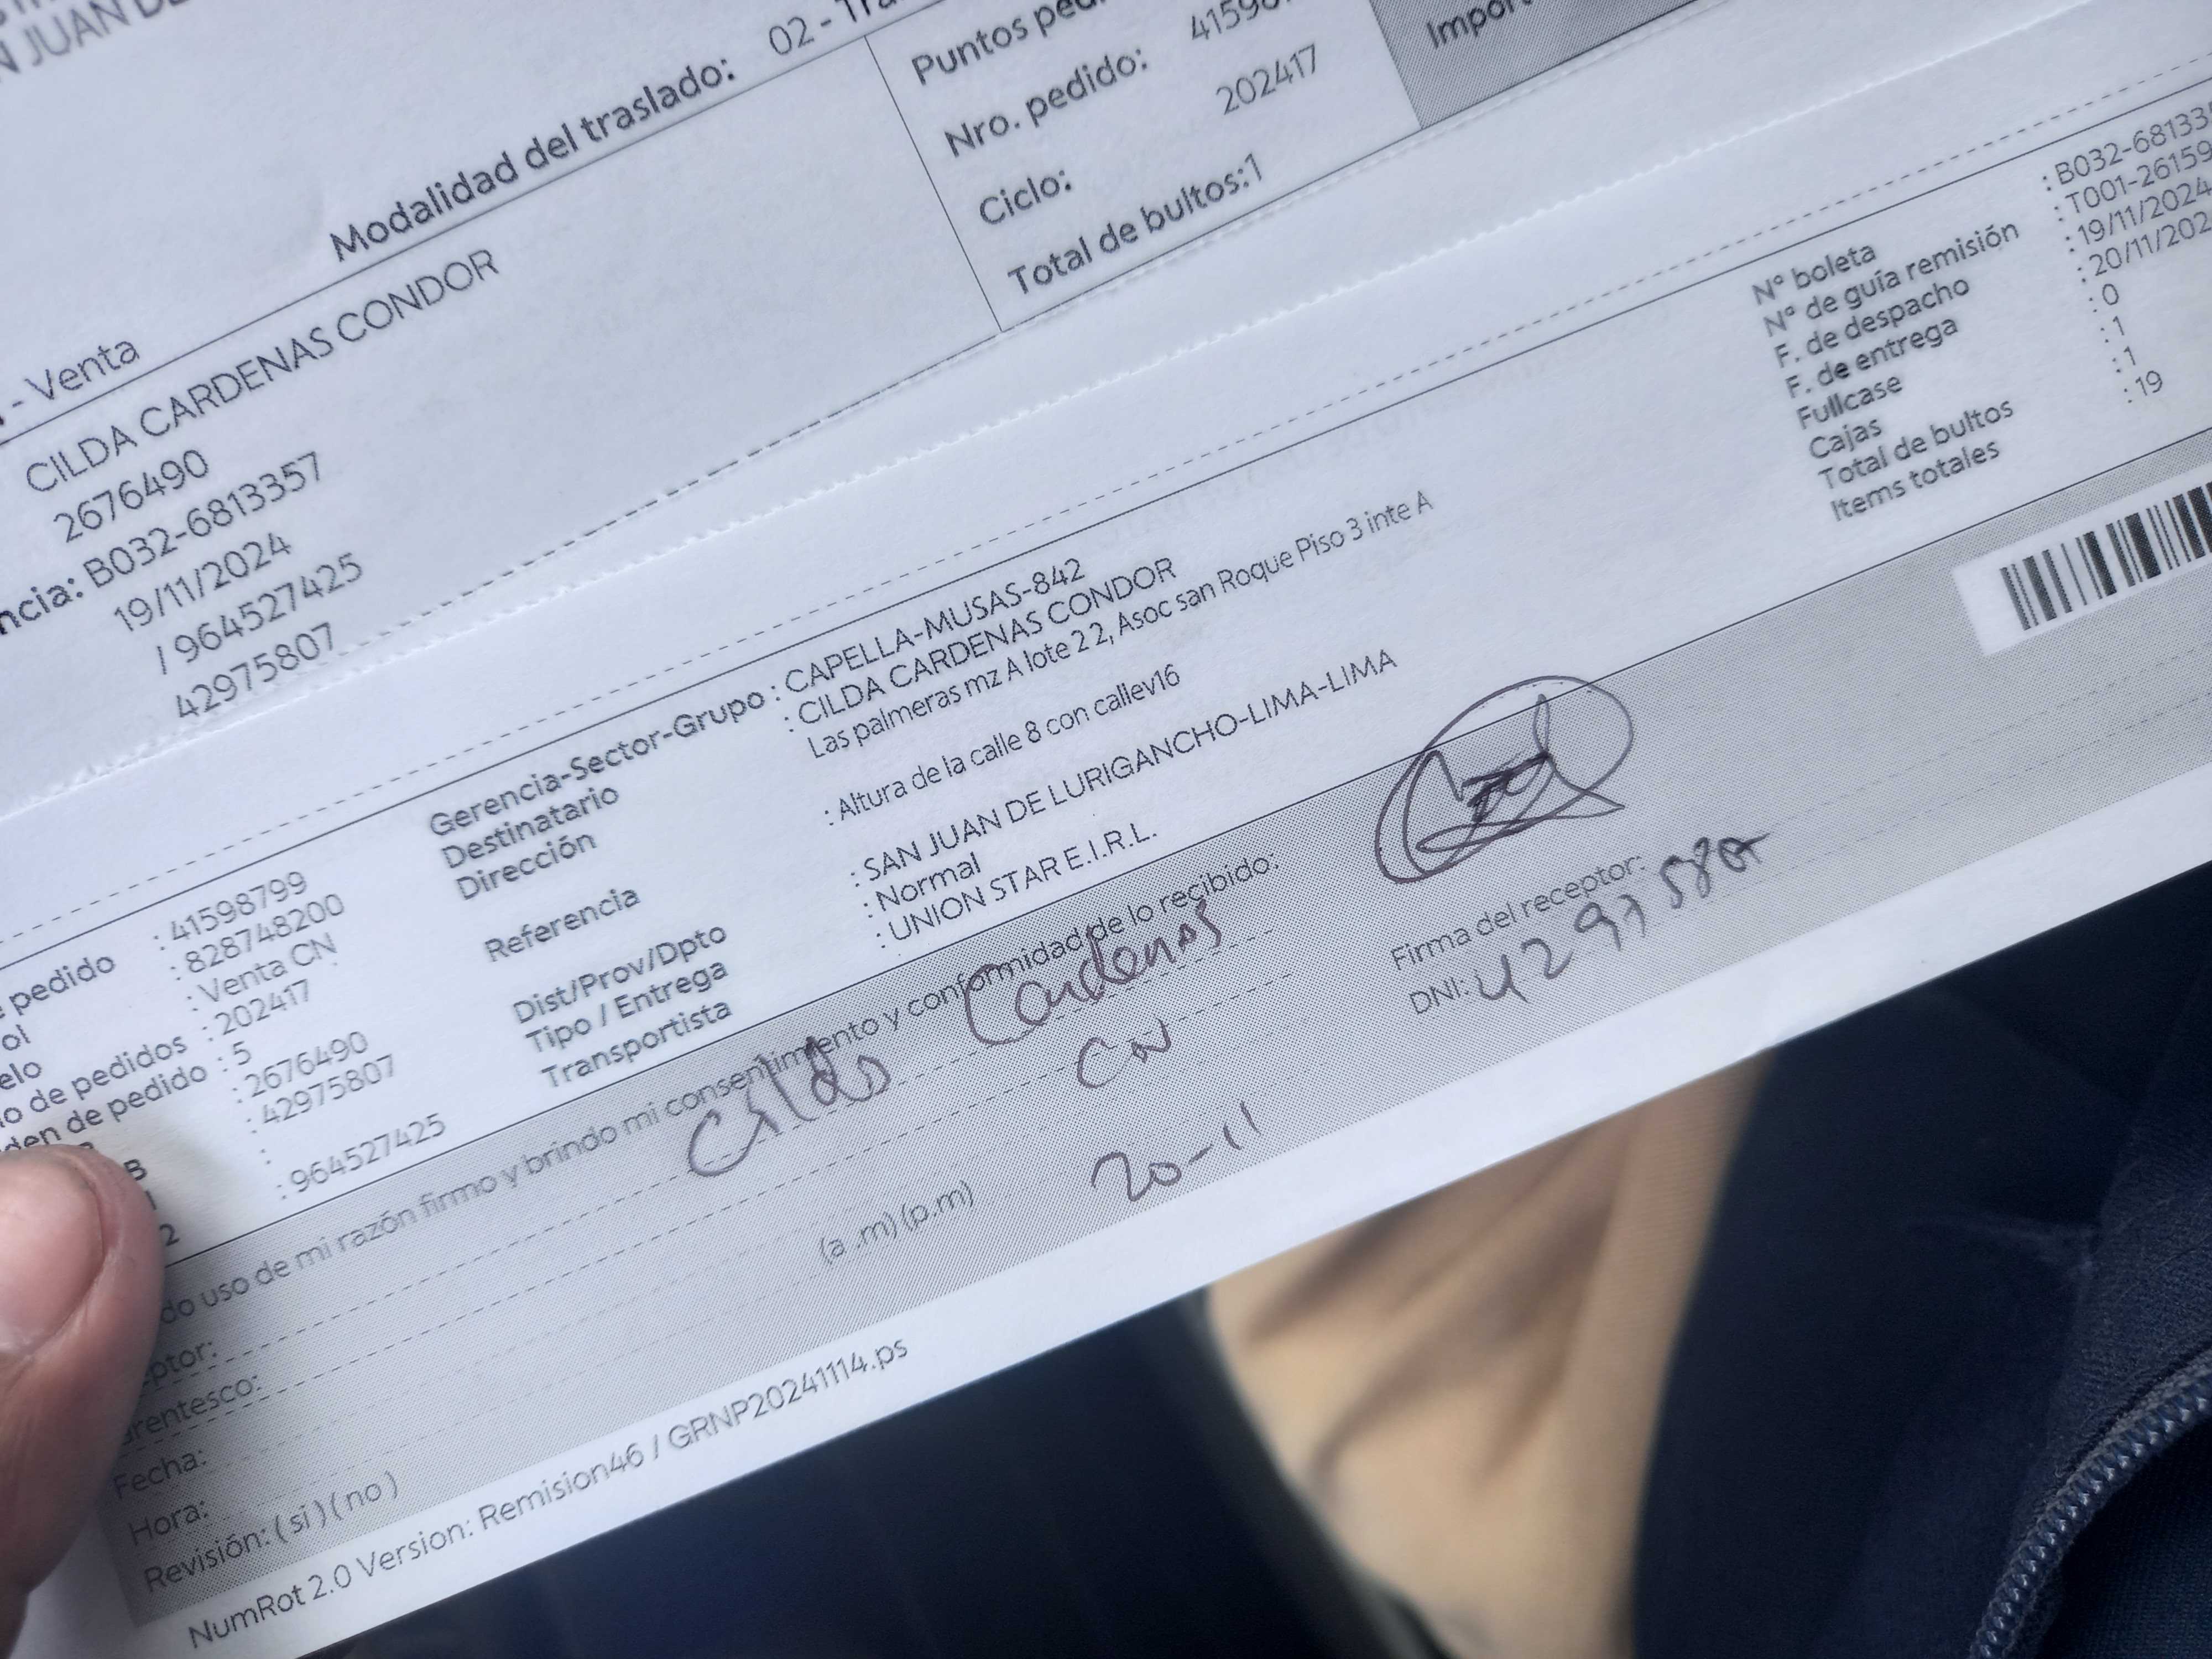 N JUAN DE
Modalidad del traslado: 02 - Tra
- Venta
CILDA CARDENAS CONDOR
2676490
ncia: B032-6813357
19/11/2024
/ 964527425
42975807
Puntos ped
Nro. pedido: 415987
Ciclo: 202417
Total de bultos:1
Import
pedido : 41598799
ol : 828748200
elo : Venta CN
o de pedidos : 202417
den de pedido : 5
: 2676490
B : 42975807
:
2 : 964527425
Gerencia-Sector-Grupo : CAPELLA-MUSAS-842
Destinatario : CILDA CARDENAS CONDOR
Dirección Las palmeras mz A lote 2 2, Asoc san Roque Piso 3 inte A
Referencia : Altura de la calle 8 con callev16
Dist/Prov/Dpto : SAN JUAN DE LURIGANCHO-LIMA-LIMA
Tipo / Entrega : Normal
Transportista : UNION STAR E.I.R.L.
N° boleta : B032-68133
N° de guía remisión : T001-26159
F. de despacho : 19/11/2024
F. de entrega : 20/11/202
Fullcase : 0
Cajas : 1
Total de bultos : 1
Items totales : 19
do uso de mi razón firmo y brindo mi consentimiento y conformidad de lo recibido:
eptor: Cilda Cardenas
arentesco: CN
Fecha: 20-11
Hora: (a .m) (p.m)
Revisión: ( si ) ( no )
Firma del receptor:
DNI: 42975807
NumRot 2.0 Version: Remision46 / GRNP20241114.ps